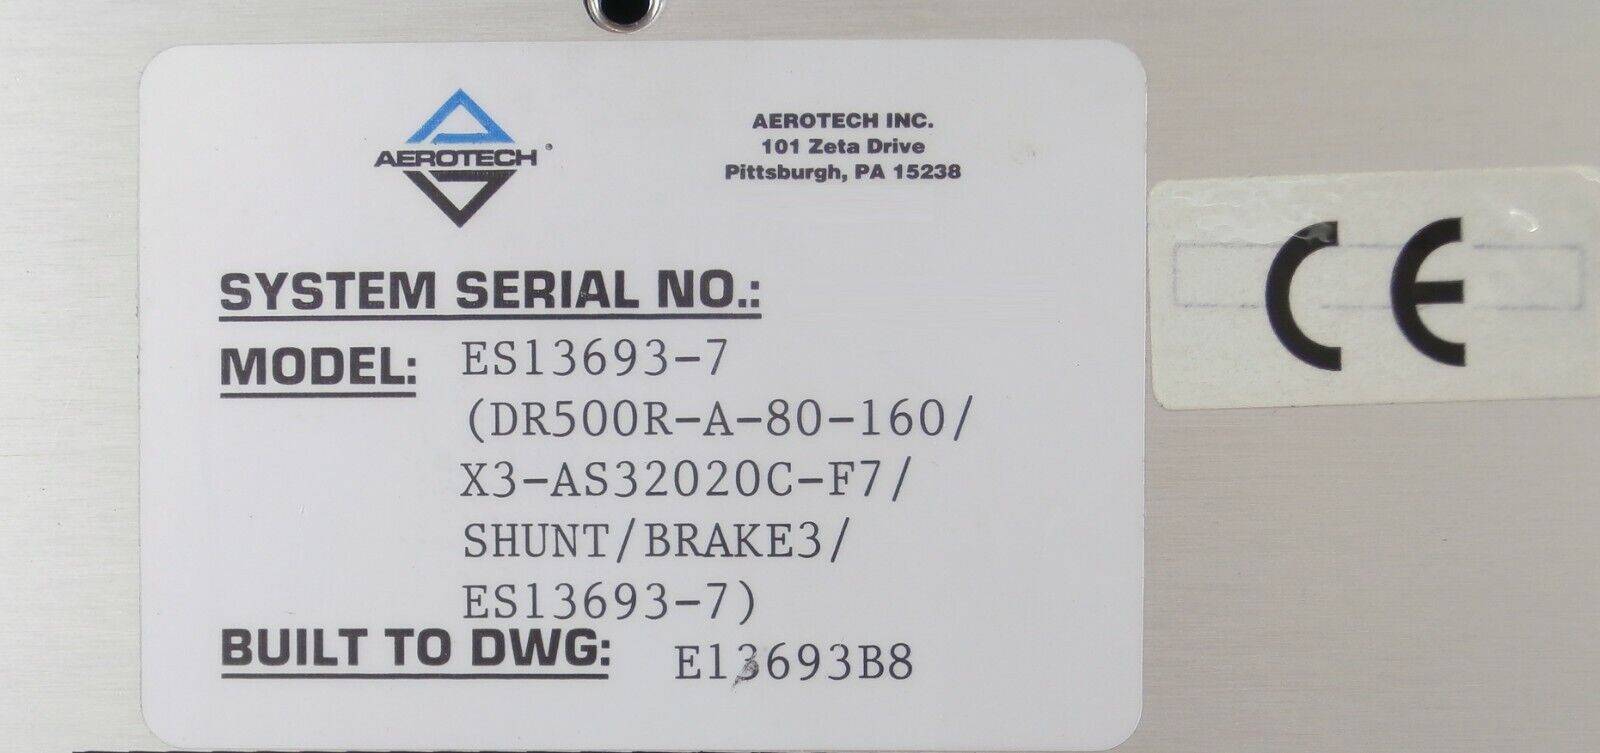 AEROTECH®
AEROTECH INC.
101 Zeta Drive
Pittsburgh, PA 15238
SYSTEM SERIAL NO.:
MODEL: ES13693-7
(DR500R-A-80-160/
X3-AS32020C-F7/
SHUNT/BRAKE3/
ES13693-7)
BUILT TO DWG: E13693B8
CE